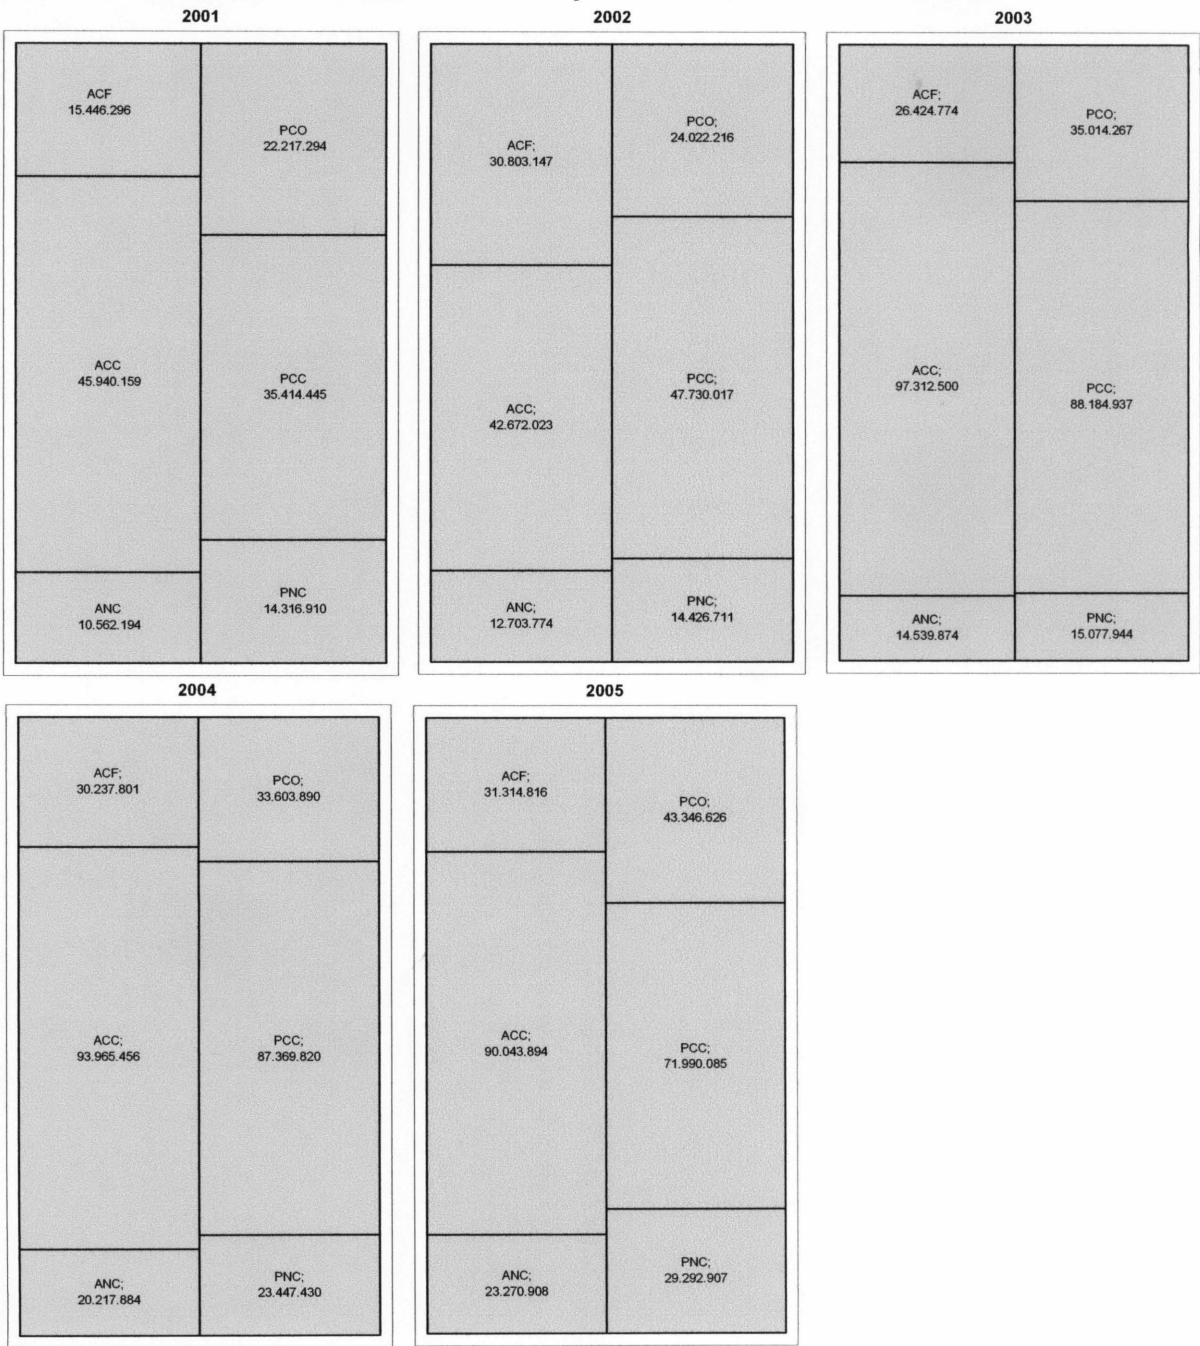 2001
ACF
15.446.296
ACC
45.940.159
ANC
10.562.194
PCO
22.217.294
PCC
35.414.445
PNC
14.316.910
2002
ACF;
30.803.147
ACC;
42.672.023
ANC;
12.703.774
PCO;
24.022.216
PCC;
47.730.017
PNC;
14.426.711
2003
ACF;
26.424.774
ACC;
97.312.500
ANC;
14.539.874
PCO;
35.014.267
PCC;
88.184.937
PNC;
15.077.944
2004
ACF;
30.237.801
ACC;
93.965.456
ANC;
20.217.884
PCO;
33.603.890
PCC;
87.369.820
PNC;
23.447.430
2005
ACF;
31.314.816
ACC;
90.043.894
ANC;
23.270.908
PCO;
43.346.626
PCC;
71.990.085
PNC;
29.292.907